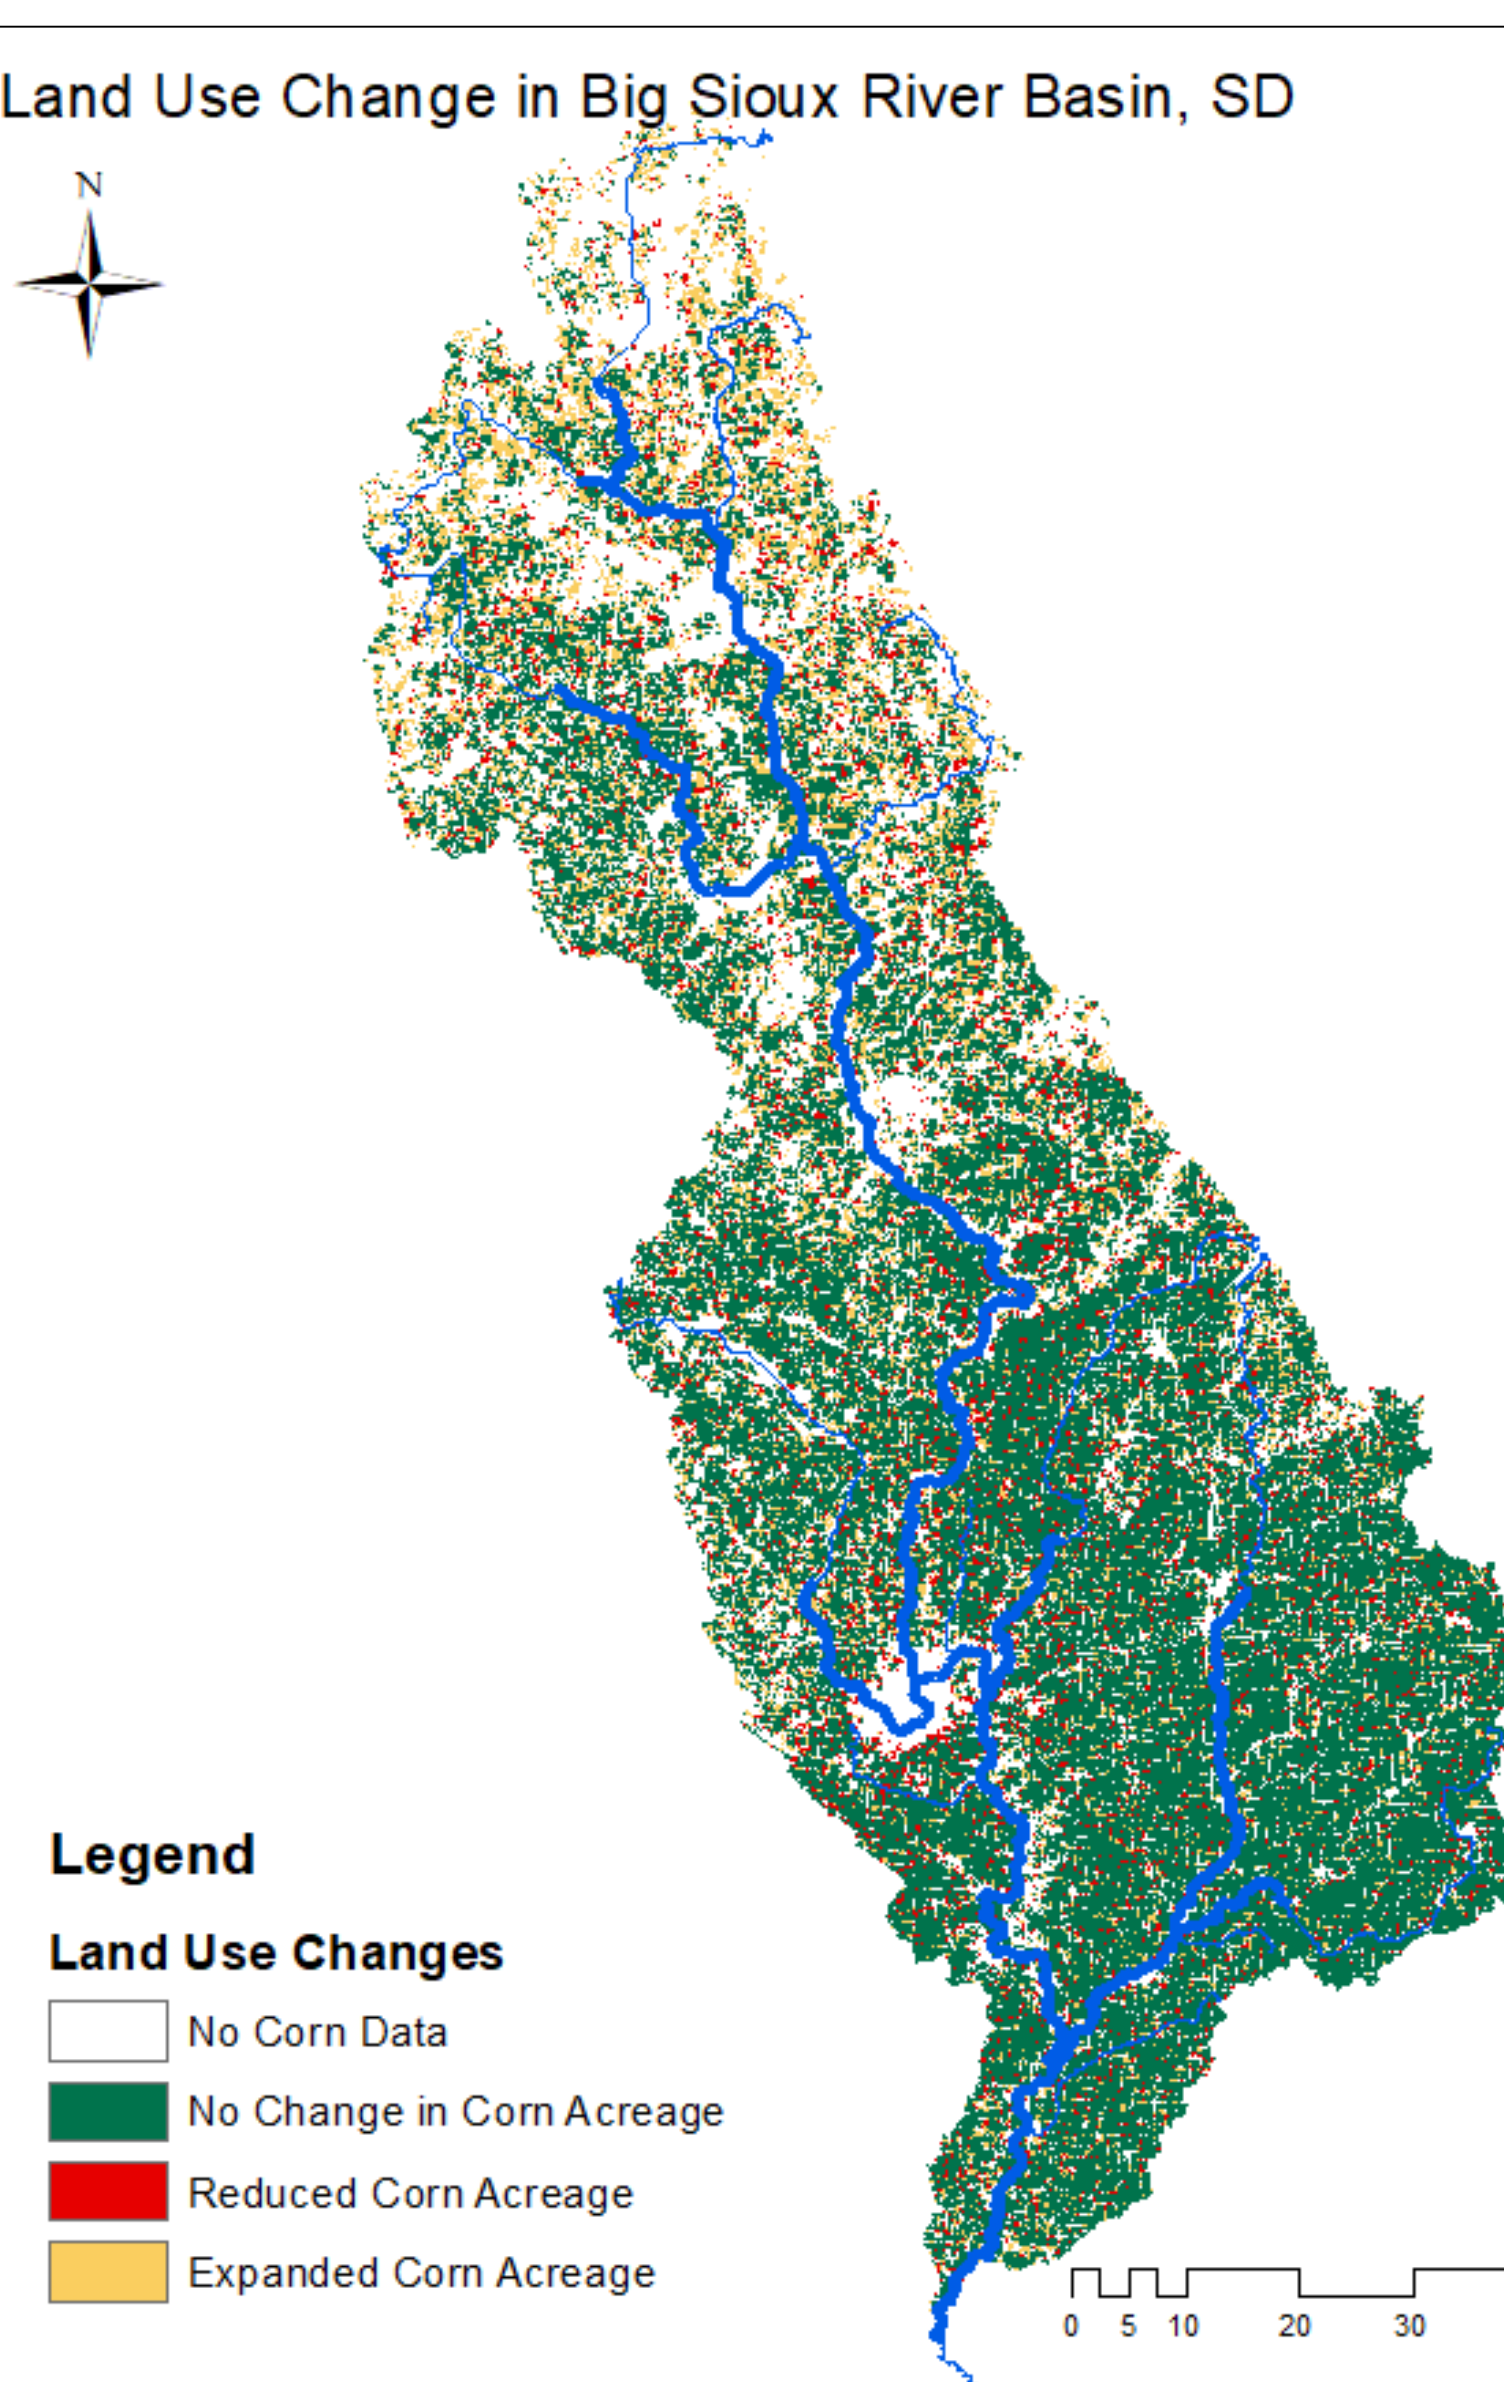 Land Use Change in Big Sioux River Basin, SD
N
Legend
Land Use Changes
No Corn Data
No Change in Corn Acreage
Reduced Corn Acreage
Expanded Corn Acreage
0 5 10 20 30